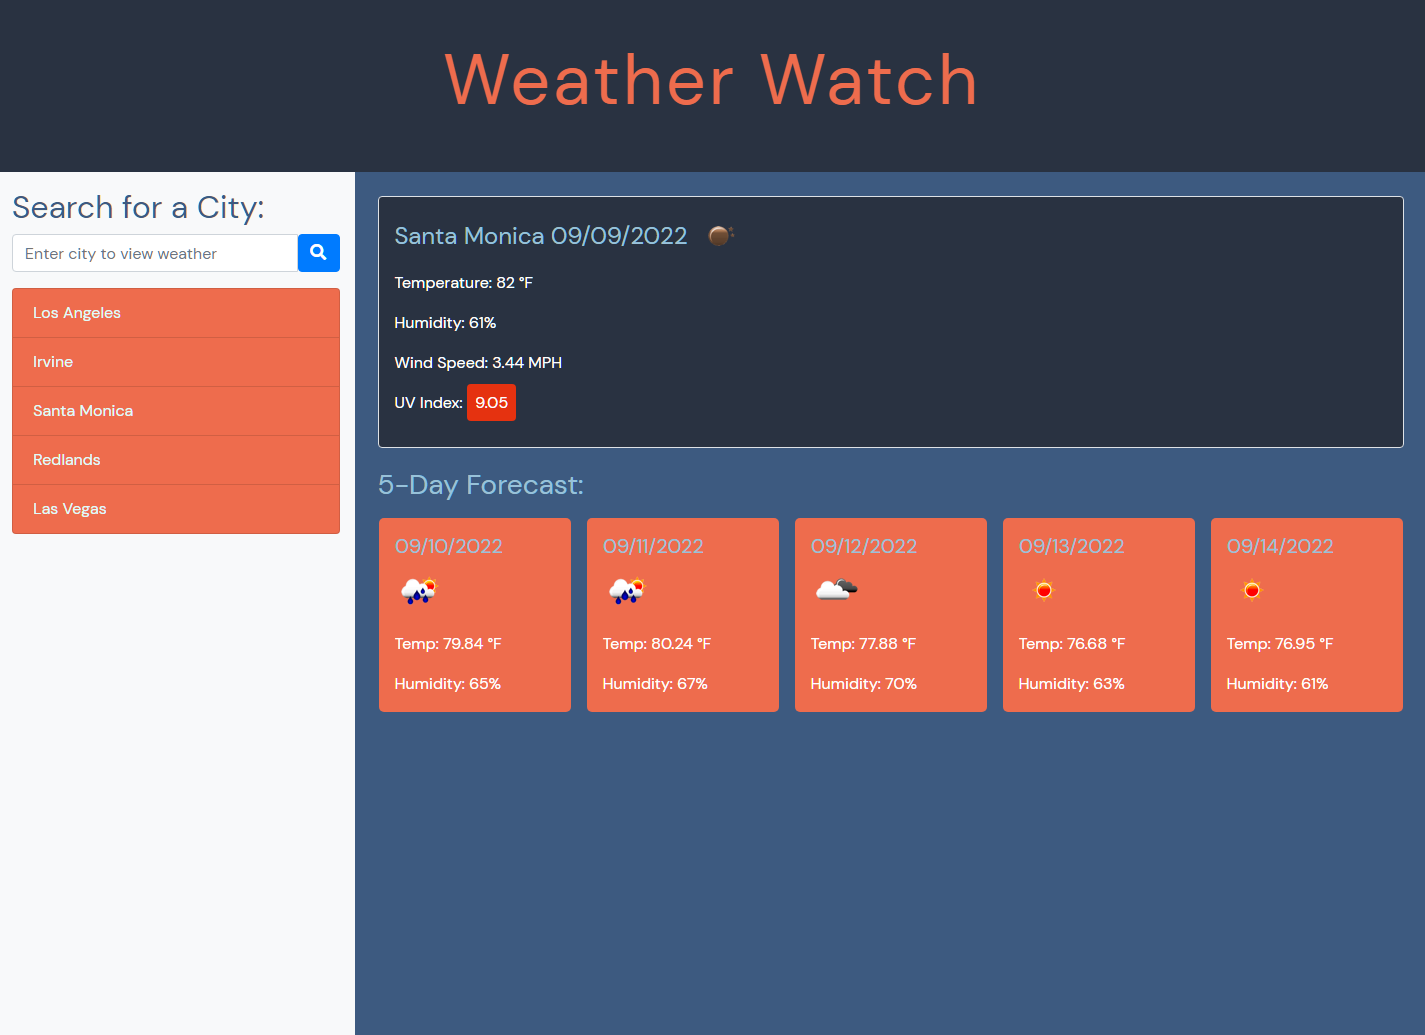 Weather Watch
Search for a City:
Enter city to view weather
Los Angeles
Irvine
Santa Monica
Redlands
Las Vegas
Santa Monica 09/09/2022
Temperature: 82 °F
Humidity: 61%
Wind Speed: 3.44 MPH
UV Index: 9.05
5-Day Forecast:
09/10/2022
Temp: 79.84 °F
Humidity: 65%
09/11/2022
Temp: 80.24 °F
Humidity: 67%
09/12/2022
Temp: 77.88 °F
Humidity: 70%
09/13/2022
Temp: 76.68 °F
Humidity: 63%
09/14/2022
Temp: 76.95 °F
Humidity: 61%